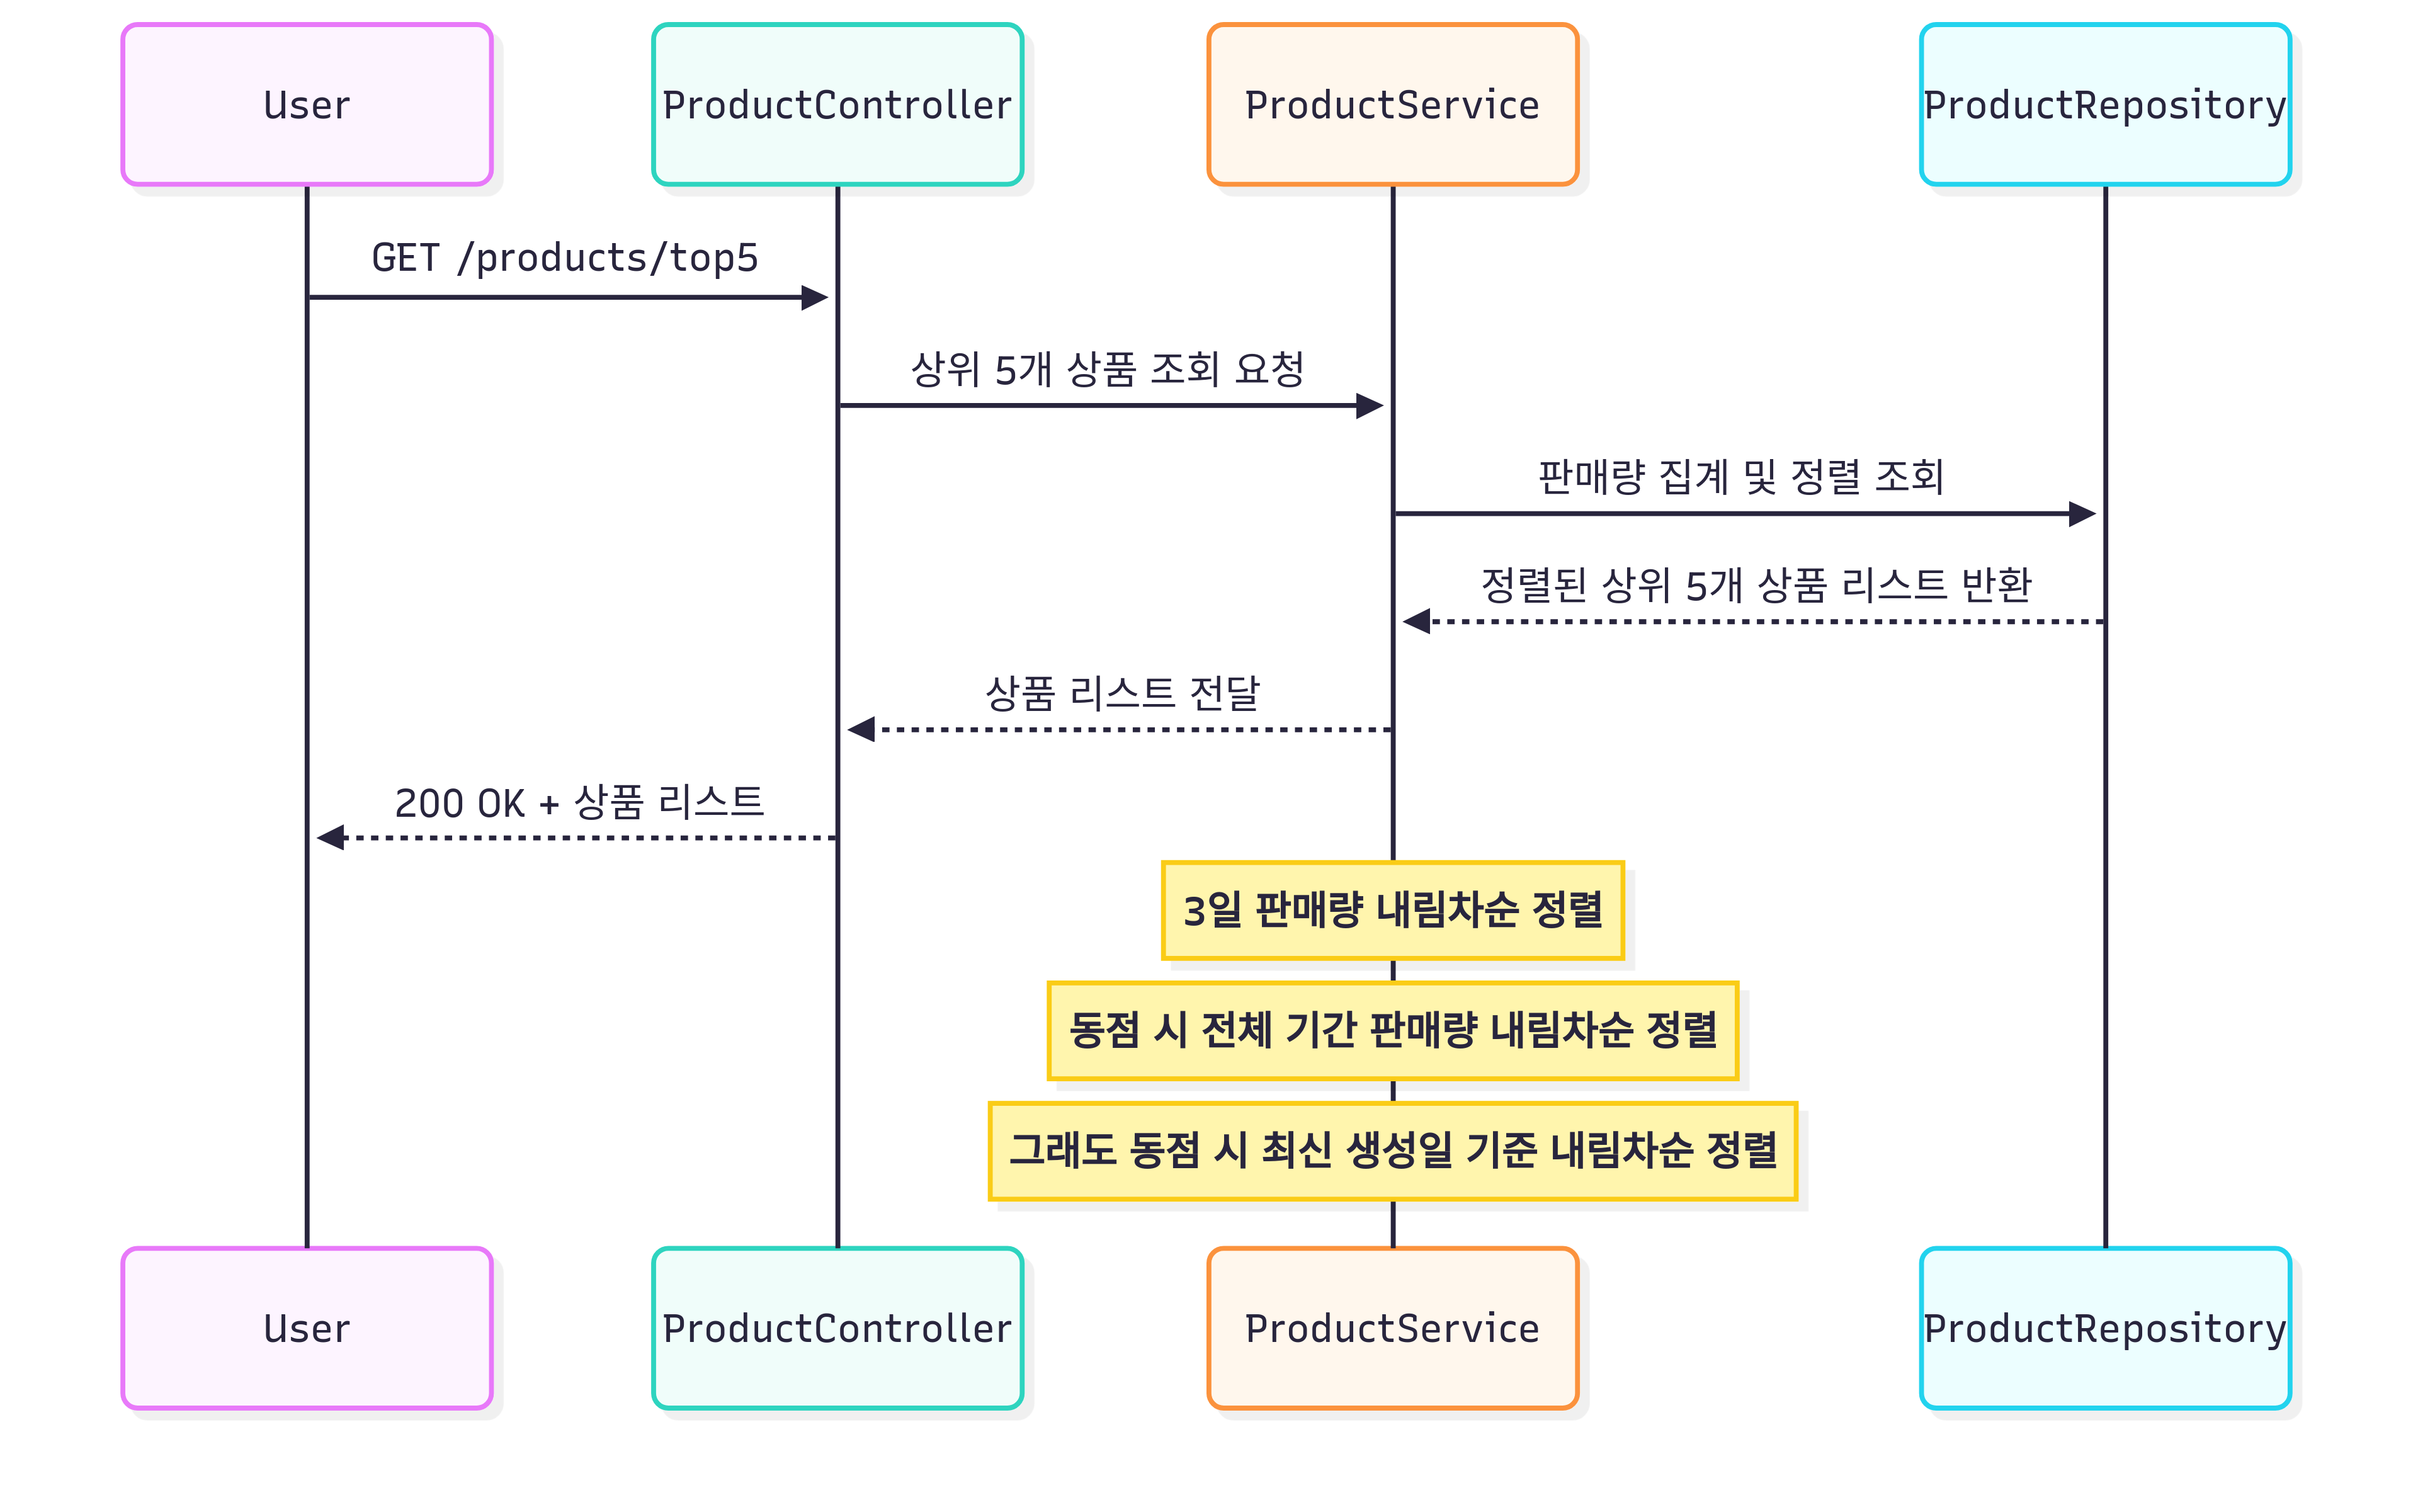 User
ProductController
ProductService
ProductRepository
GET /products/top5
상위 5개 상품 조회 요청
판매량 집계 및 정렬 조회
정렬된 상위 5개 상품 리스트 반환
상품 리스트 전달
200 OK + 상품 리스트
3일 판매량 내림차순 정렬
동점 시 전체 기간 판매량 내림차순 정렬
그래도 동점 시 최신 생성일 기준 내림차순 정렬
User
ProductController
ProductService
ProductRepository